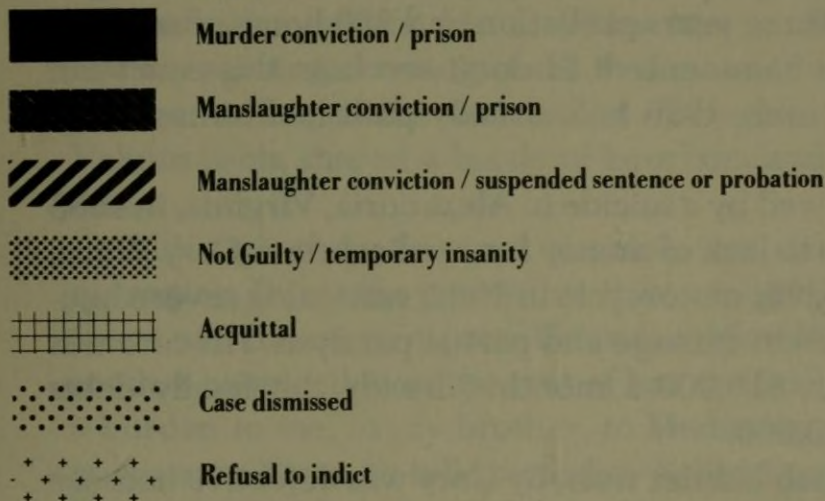 Murder conviction / prison
Manslaughter conviction / prison
Manslaughter conviction / suspended sentence or probation
Not Guilty / temporary insanity
Acquittal
Case dismissed
Refusal to indict